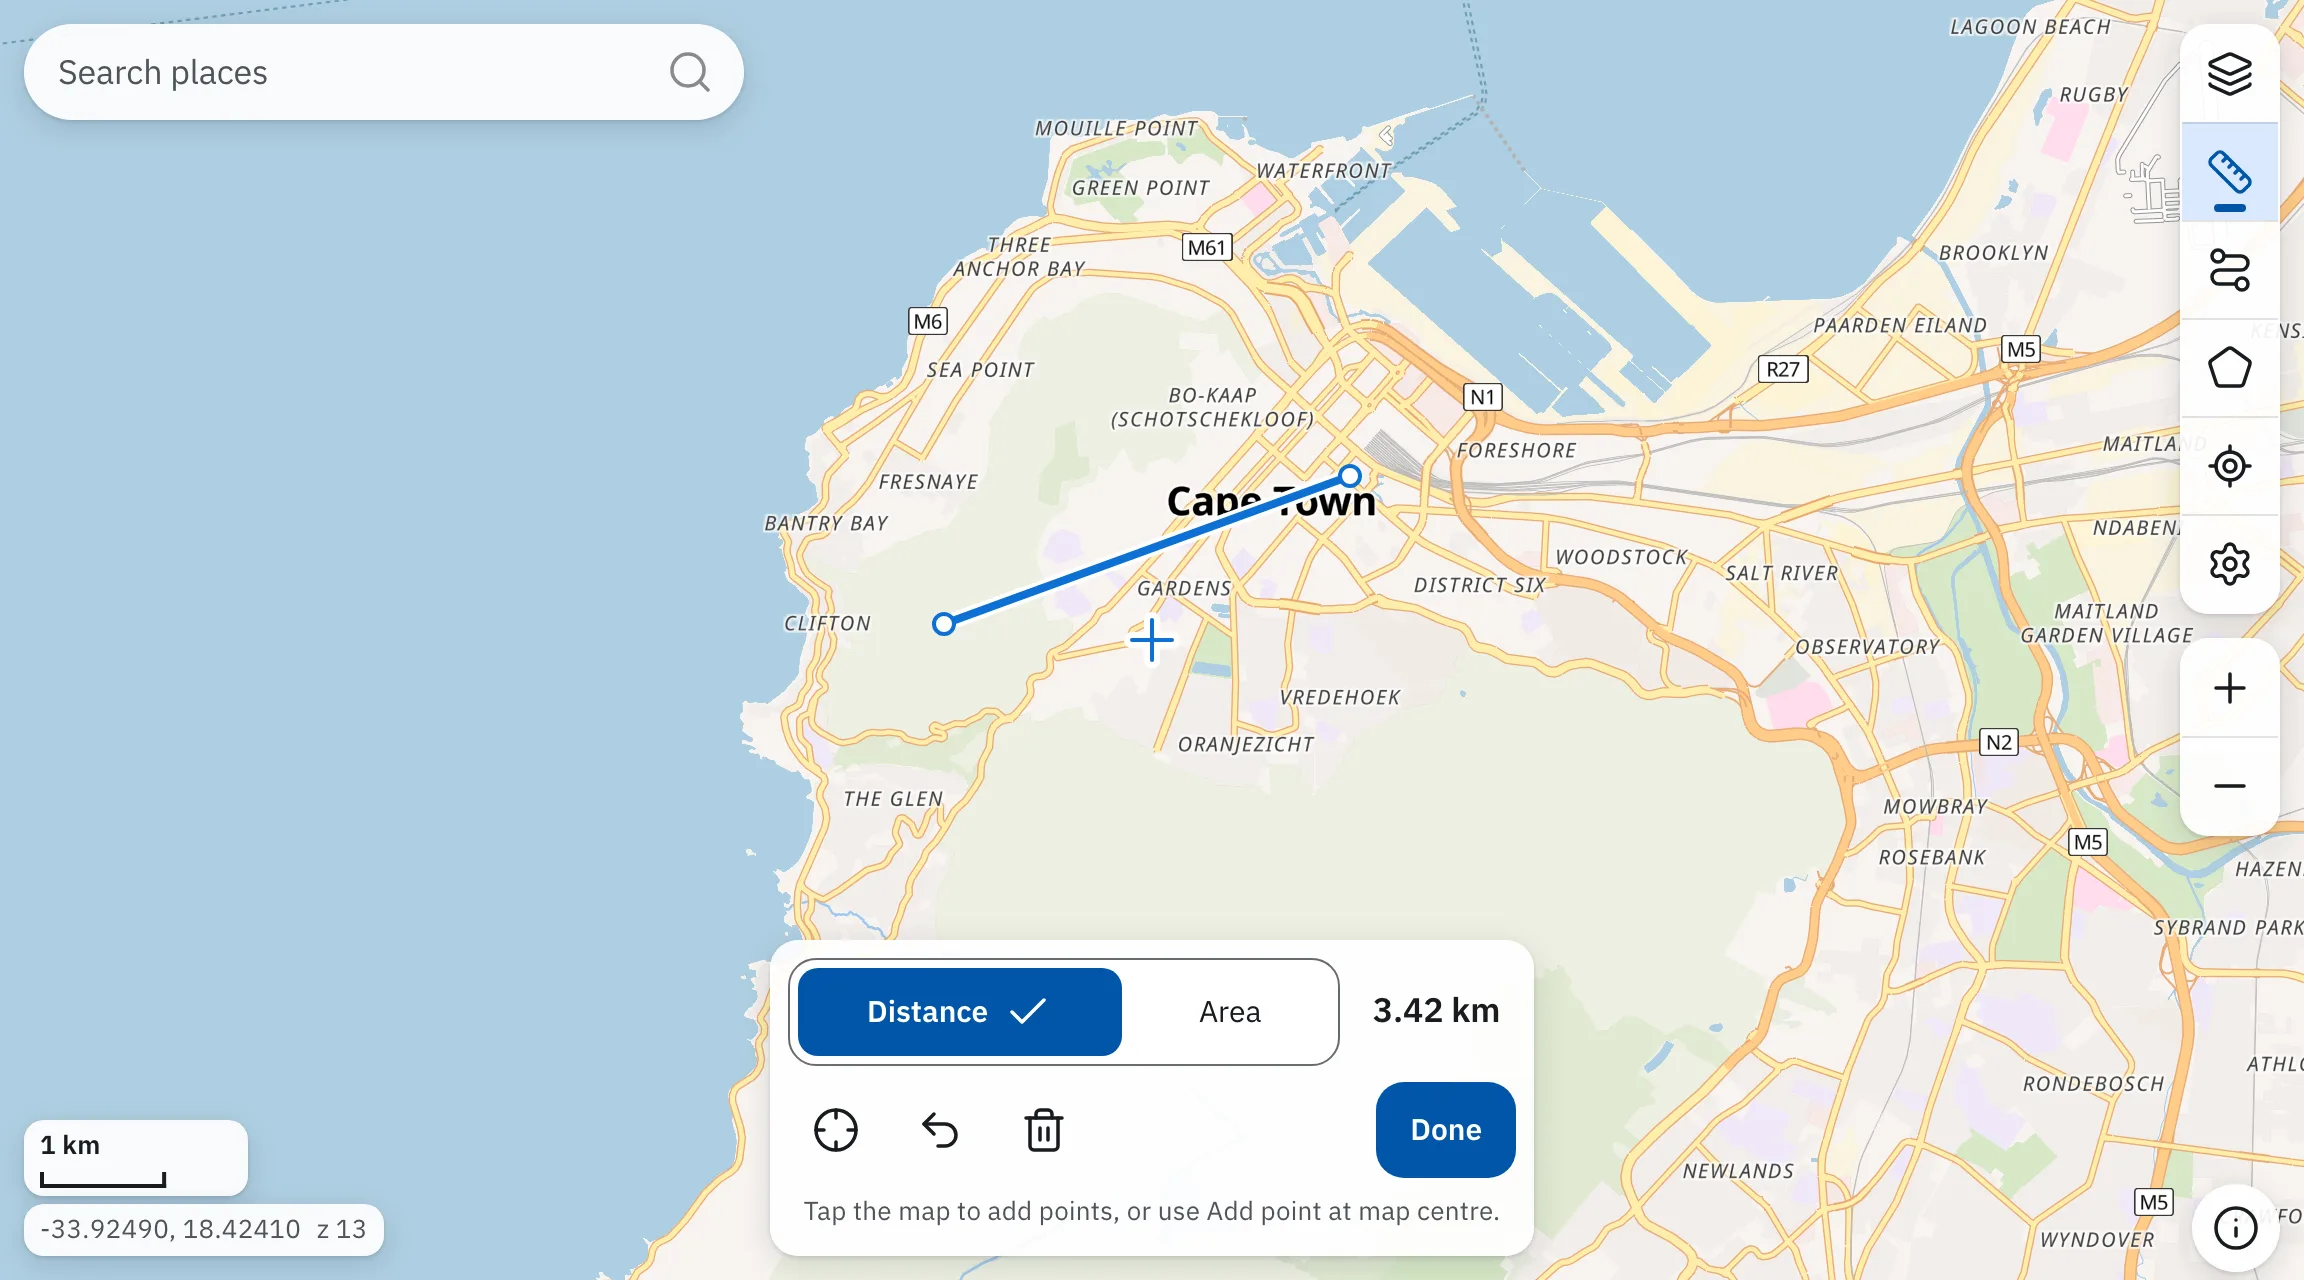 Search places
LAGOON BEACH
RUGBY
MOUILLE POINT
WATERFRONT
GREEN POINT
M61
THREE
ANCHOR BAY
BROOKLYN
M6
PAARDEN EILAND
M5
SEA POINT
R27
BO-KAAP
(SCHOTSCHEKLOOF)
N1
FORESHORE
MAITLAND
FRESNAYE
Cape Town
BANTRY BAY
WOODSTOCK
SALT RIVER
GARDENS
DISTRICT SIX
CLIFTON
MAITLAND
GARDEN VILLAGE
OBSERVATORY
VREDEHOEK
ORANJEZICHT
N2
THE GLEN
MOWBRAY
M5
ROSEBANK
SYBRAND PARK
Distance
Area
3.42 km
RONDEBOSCH
Done
1 km
NEWLANDS
M5
Tap the map to add points, or use Add point at map centre.
-33.92490, 18.42410 z 13
WYNDOVER